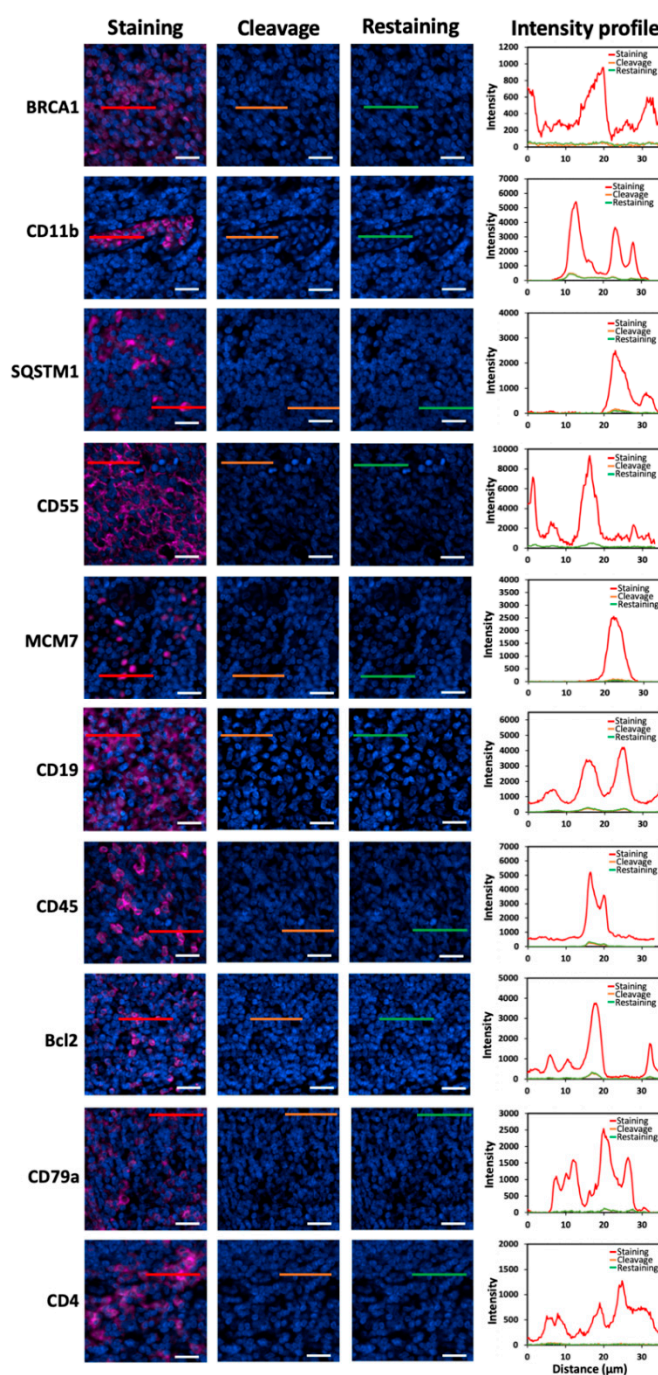 Staining Cleavage Restaining Intensity profile
BRCA1
Intensity
1200
1000
800
600
400
200
0
0 10 20 30
Staining
Cleavage
Restaining
CD11b
Intensity
7000
6000
5000
4000
3000
2000
1000
0
0 10 20 30
Staining
Cleavage
Restaining
SQSTM1
Intensity
4000
3000
2000
1000
0
0 10 20 30
Staining
Cleavage
Restaining
CD55
Intensity
10000
8000
6000
4000
2000
0
0 10 20 30
Staining
Cleavage
Restaining
MCM7
Intensity
4000
3500
3000
2500
2000
1500
1000
500
0
0 10 20 30
Staining
Cleavage
Restaining
CD19
Intensity
6000
5000
4000
3000
2000
1000
0
0 10 20 30
Staining
Cleavage
Restaining
CD45
Intensity
7000
6000
5000
4000
3000
2000
1000
0
0 10 20 30
Staining
Cleavage
Restaining
Bcl2
Intensity
5000
4000
3000
2000
1000
0
0 10 20 30
Staining
Cleavage
Restaining
CD79a
Intensity
3000
2500
2000
1500
1000
500
0
0 10 20 30
Staining
Cleavage
Restaining
CD4
Intensity
2000
1500
1000
500
0
0 10 20 30
Staining
Cleavage
Restaining
Distance (µm)